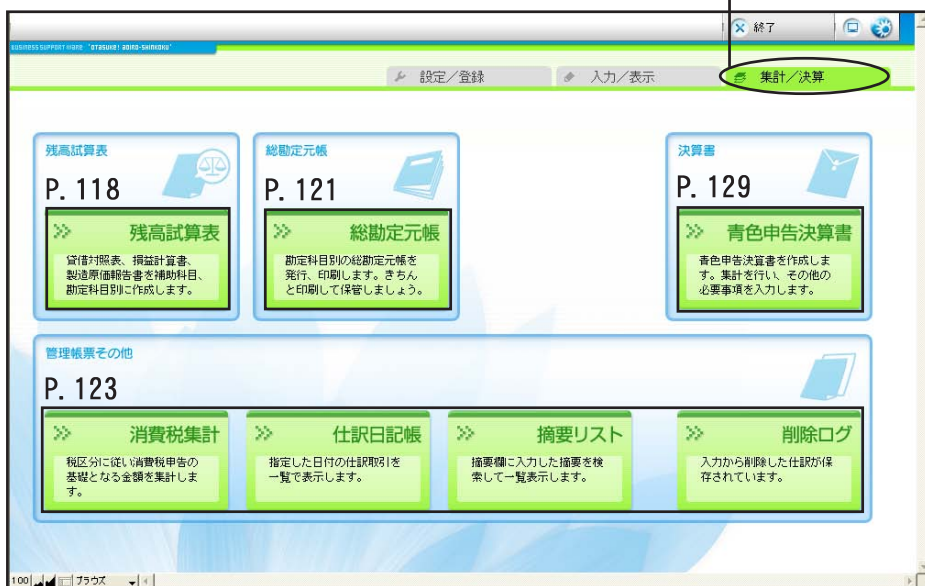 終了
BUSINESS SUPPORT WARE 'OTASUKE! AOIRO-SHINKOKU'
設定／登録
入力／表示
集計／決算
残高試算表
P. 118
残高試算表
貸借対照表、損益計算書、
製造原価報告書を補助科目、
勘定科目別に作成します。
総勘定元帳
P. 121
総勘定元帳
勘定科目別の総勘定元帳を
発行、印刷します。きちん
と印刷して保管しましょう。
決算書
P. 129
青色申告決算書
青色申告決算書を作成しま
す。集計を行い、その他の
必要事項を入力します。
管理帳票その他
P. 123
消費税集計
税区分に従い消費税申告の
基礎となる金額を集計しま
す。
仕訳日記帳
指定した日付の仕訳取引を
一覧で表示します。
摘要リスト
摘要欄に入力した摘要を検
索して一覧表示します。
削除ログ
入力から削除した仕訳が保
存されています。
100
ブラウズ